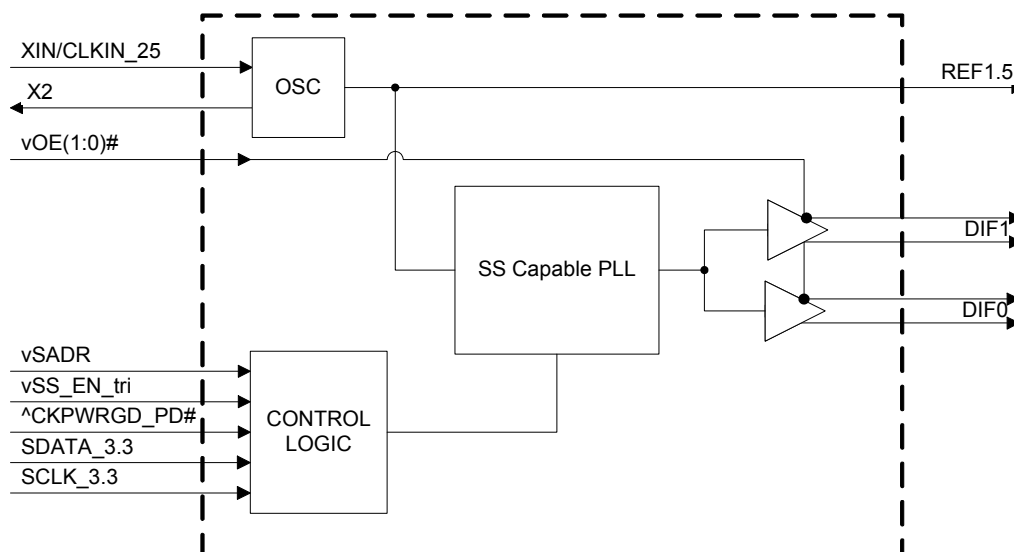 XIN/CLKIN_25
X2
vOE(1:0)#
OSC
REF1.5
SS Capable PLL
DIF1
DIF0
vSADR
vSS_EN_tri
^CKPWRGD_PD#
SDATA_3.3
SCLK_3.3
CONTROL
LOGIC